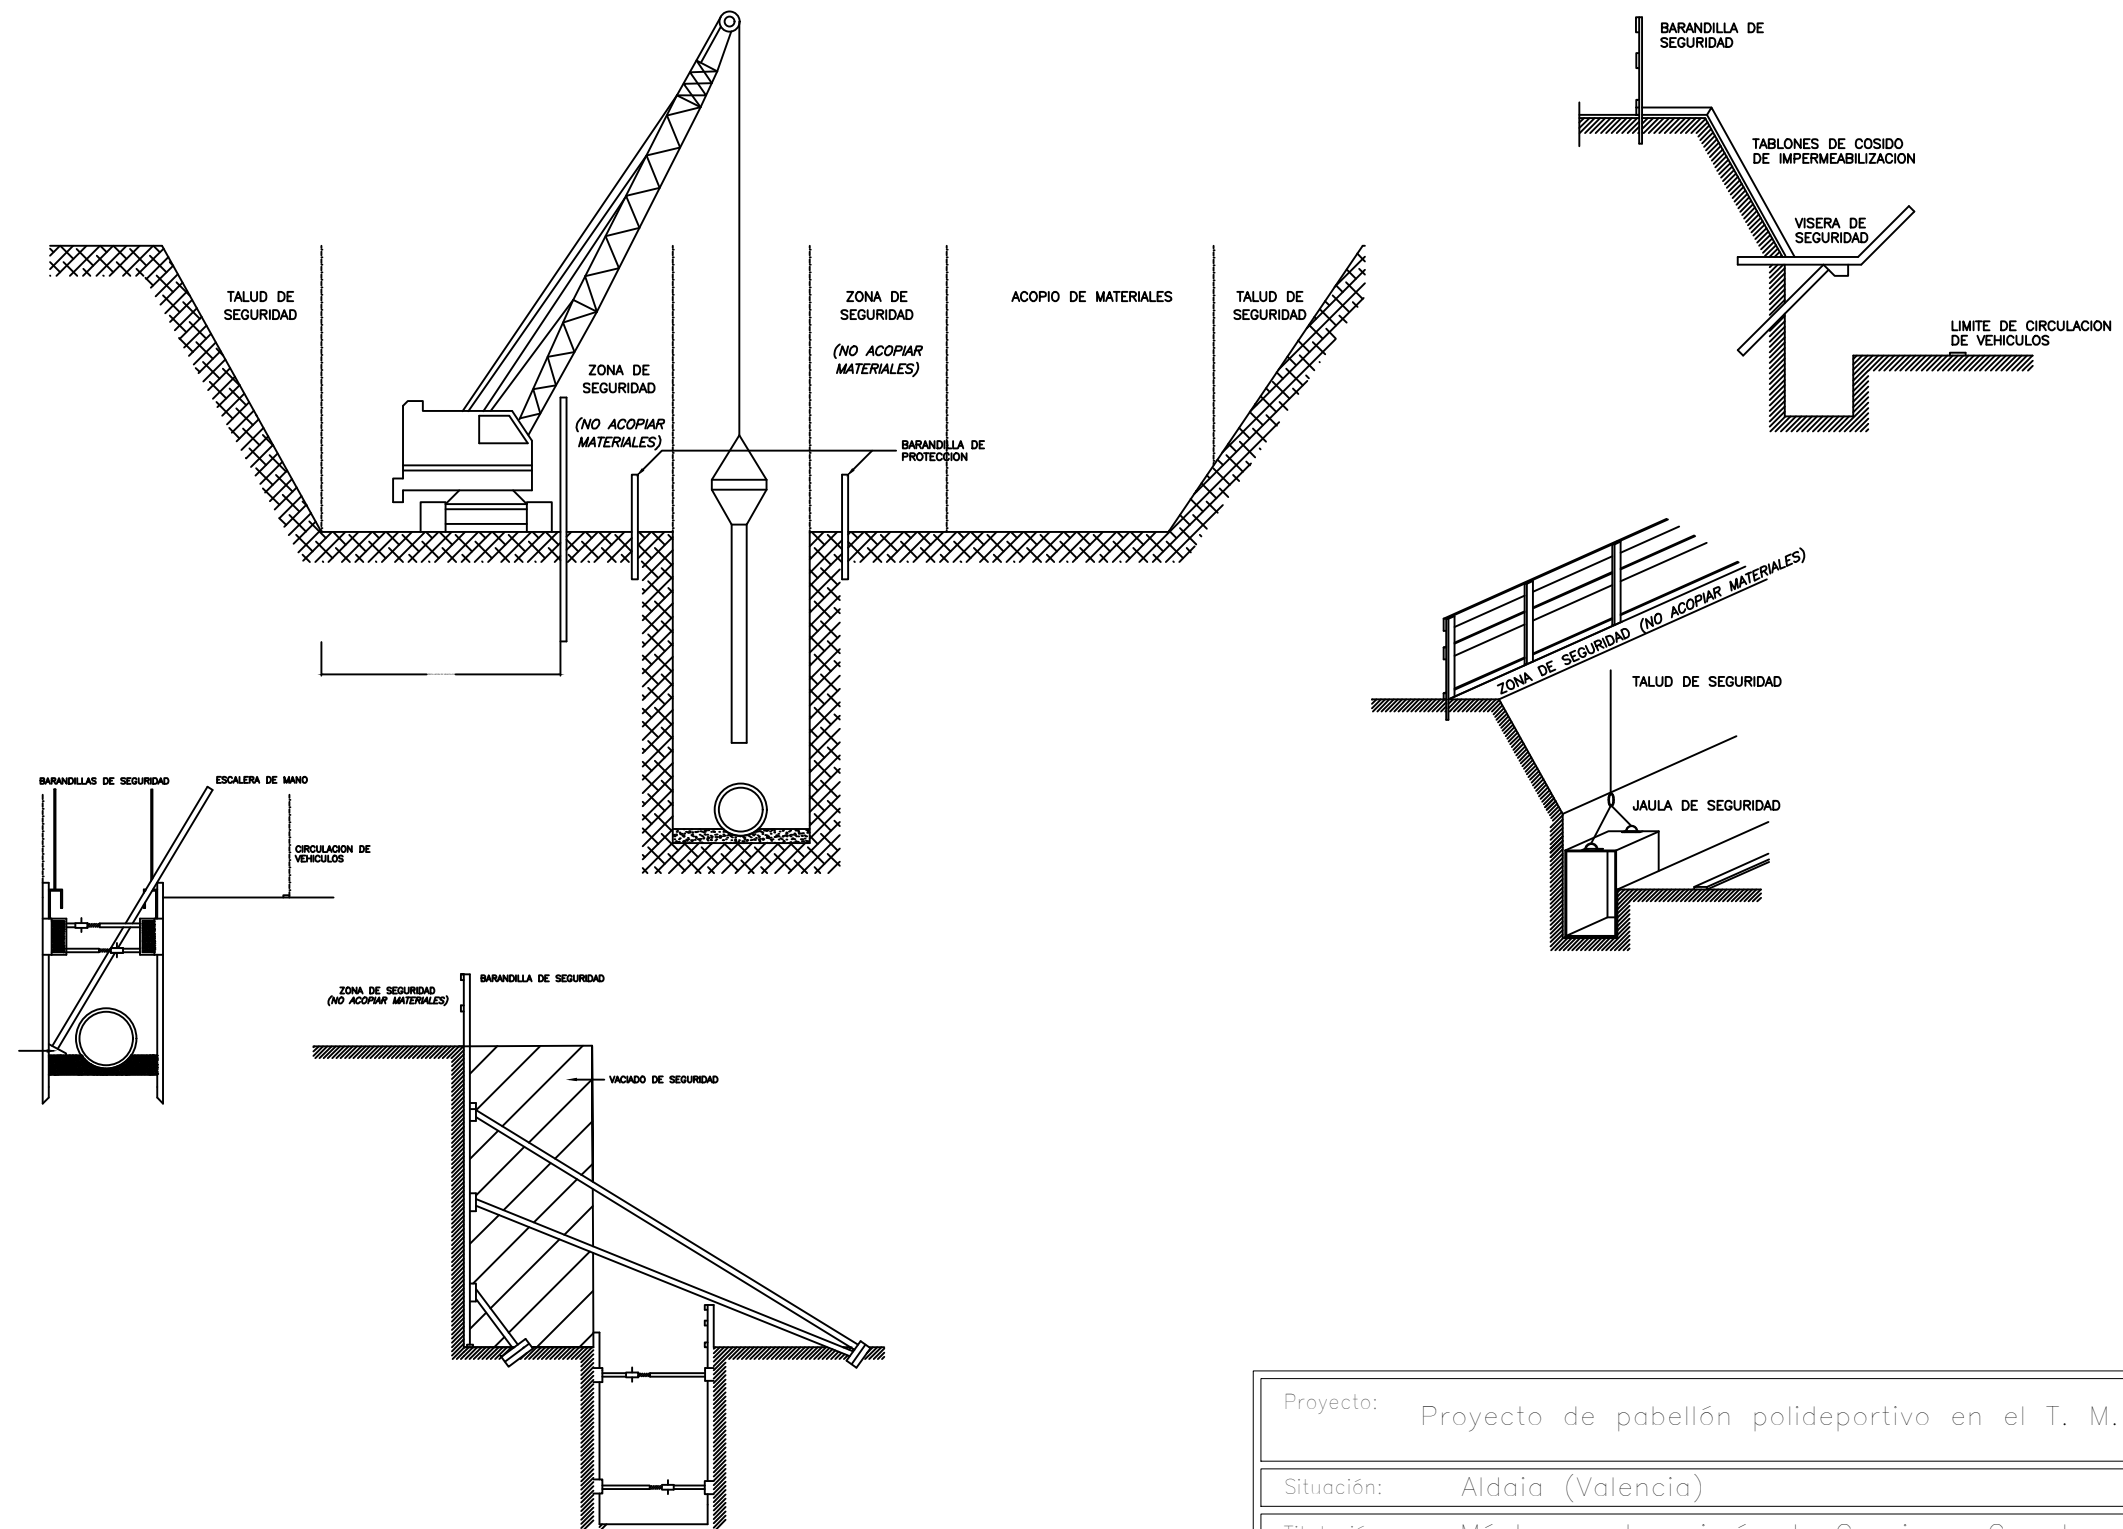 BARANDILLA DE
SEGURIDAD
TABLONES DE COSIDO
DE IMPERMEABILIZACION
VISERA DE
SEGURIDAD
LIMITE DE CIRCULACION
DE VEHICULOS
TALUD DE
SEGURIDAD
ZONA DE
SEGURIDAD
(NO ACOPIAR
MATERIALES)
ZONA DE
SEGURIDAD
(NO ACOPIAR
MATERIALES)
ACOPIO DE MATERIALES
TALUD DE
SEGURIDAD
BARANDILLA DE
PROTECCION
ZONA DE SEGURIDAD (NO ACOPIAR MATERIALES)
TALUD DE SEGURIDAD
JAULA DE SEGURIDAD
BARANDILLAS DE SEGURIDAD
ESCALERA DE MANO
CIRCULACION DE
VEHICULOS
ZONA DE SEGURIDAD
(NO ACOPIAR MATERIALES)
BARANDILLA DE SEGURIDAD
VACIADO DE SEGURIDAD
Proyecto: Proyecto de pabellón polideportivo en el T. M.
Situación: Aldaia (Valencia)